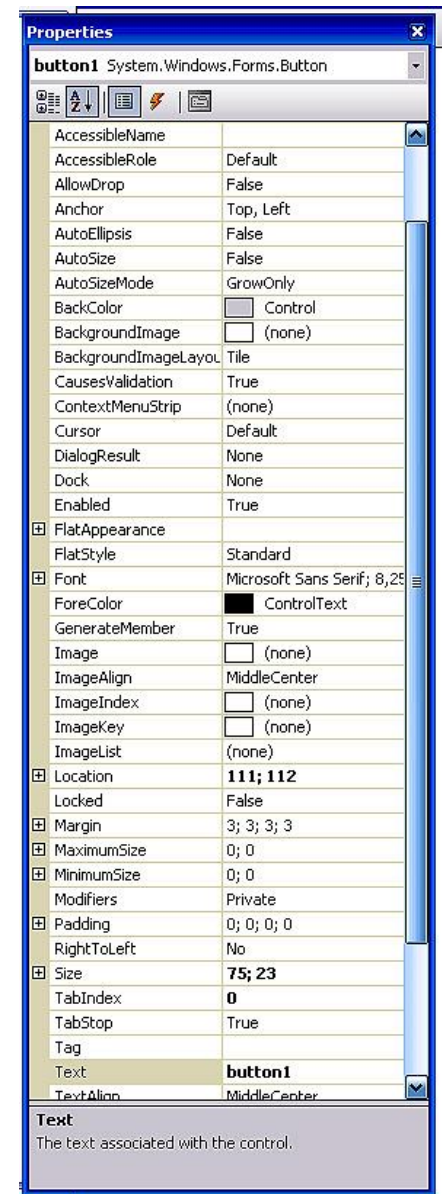 Properties
button1 System.Windows.Forms.Button
AccessibleName
AccessibleRole Default
AllowDrop False
Anchor Top, Left
AutoEllipsis False
AutoSize False
AutoSizeMode GrowOnly
BackColor Control
BackgroundImage (none)
BackgroundImageLayou Tile
CausesValidation True
ContextMenuStrip (none)
Cursor Default
DialogResult None
Dock None
Enabled True
FlatAppearance
FlatStyle Standard
Font Microsoft Sans Serif; 8,25
ForeColor ControlText
GenerateMember True
Image (none)
ImageAlign MiddleCenter
ImageIndex (none)
ImageKey (none)
ImageList (none)
Location 111; 112
Locked False
Margin 3; 3; 3; 3
MaximumSize 0; 0
MinimumSize 0; 0
Modifiers Private
Padding 0; 0; 0; 0
RightToLeft No
Size 75; 23
TabIndex 0
TabStop True
Tag
Text button1
TextAlign MiddleCenter
Text
The text associated with the control.